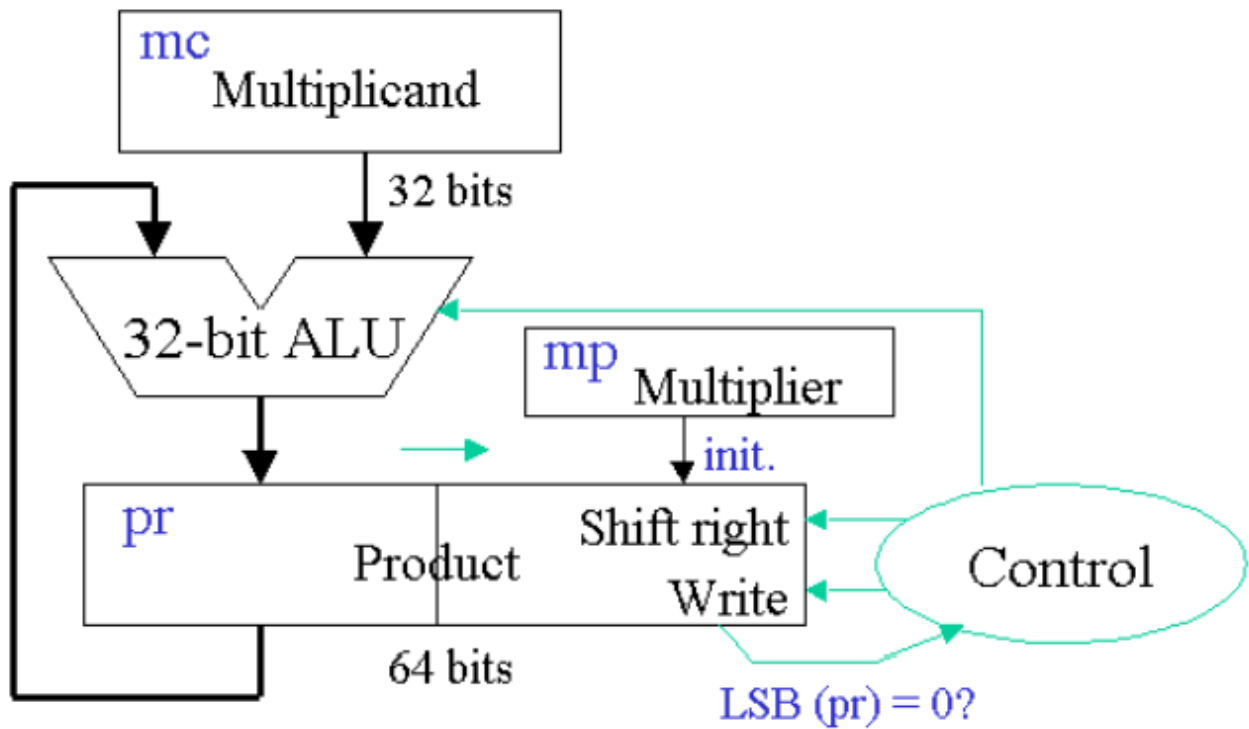 mc
Multiplicand
32 bits
32-bit ALU
mp
Multiplier
init.
pr
Product
Shift right
Write
Control
64 bits
LSB (pr) = 0?